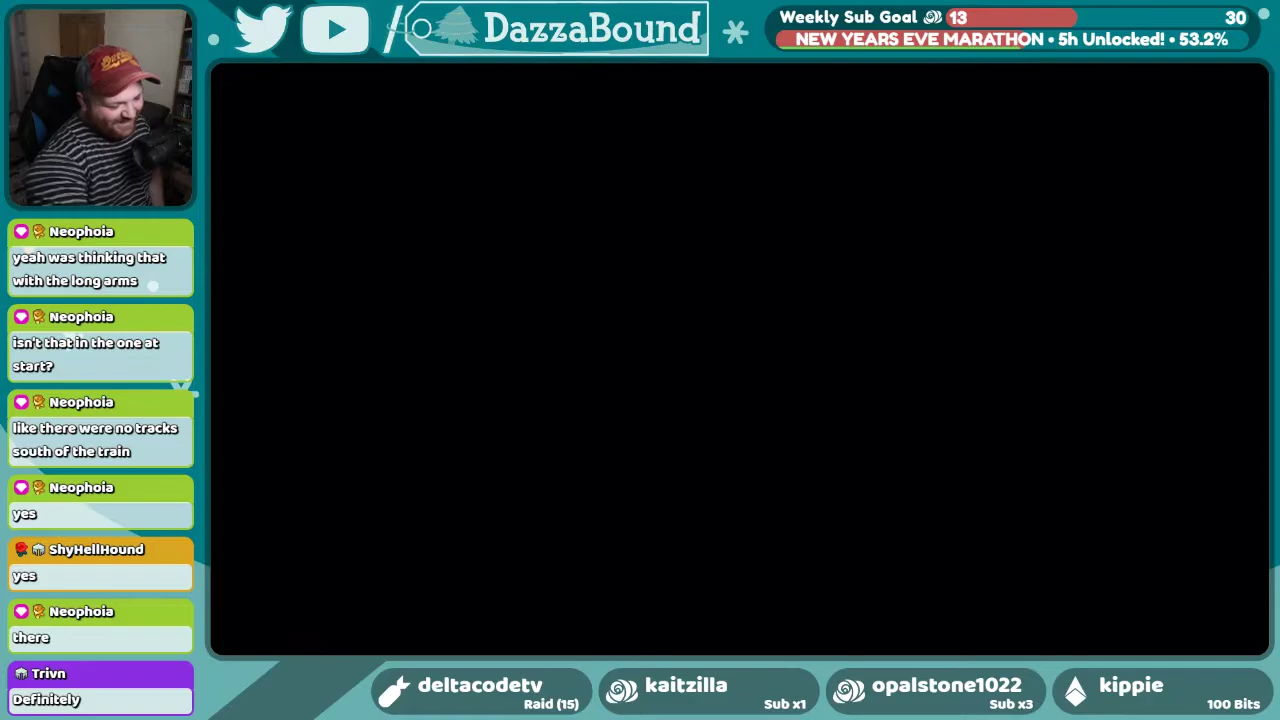 DazzaBound
Weekly Sub Goal 13 30
NEW YEARS EVE MARATHON • 5h Unlocked! • 53.2%
Neophoia
yeah was thinking that
with the long arms
Neophoia
isn't that in the one at
start?
Neophoia
like there were no tracks
south of the train
Neophoia
yes
ShyHellHound
yes
Neophoia
there
Trivn
Definitely
deltacodetv
Raid (15)
kaitzilla
Sub x1
opalstone1022
Sub x3
kippie
100 Bits